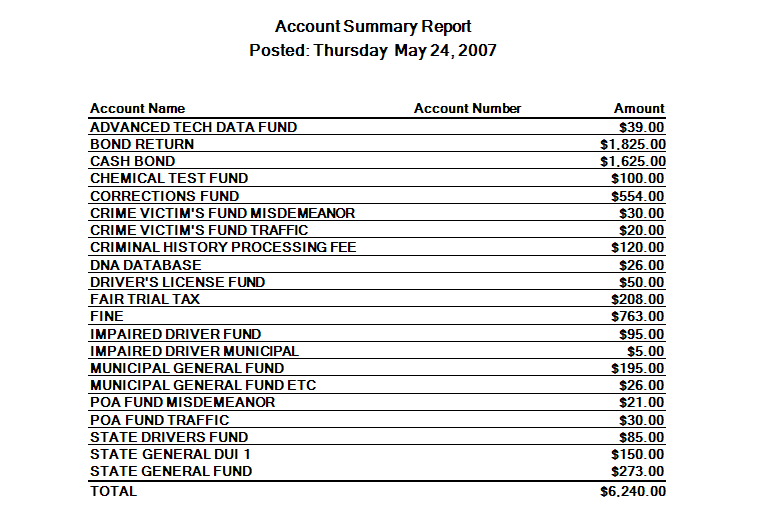 Account Summary Report
Posted: Thursday May 24, 2007
Account Name Account Number Amount
ADVANCED TECH DATA FUND $39.00
BOND RETURN $1,825.00
CASH BOND $1,625.00
CHEMICAL TEST FUND $100.00
CORRECTIONS FUND $554.00
CRIME VICTIM'S FUND MISDEMEANOR $30.00
CRIME VICTIM'S FUND TRAFFIC $20.00
CRIMINAL HISTORY PROCESSING FEE $120.00
DNA DATABASE $26.00
DRIVER'S LICENSE FUND $50.00
FAIR TRIAL TAX $208.00
FINE $763.00
IMPAIRED DRIVER FUND $95.00
IMPAIRED DRIVER MUNICIPAL $5.00
MUNICIPAL GENERAL FUND $195.00
MUNICIPAL GENERAL FUND ETC $26.00
POA FUND MISDEMEANOR $21.00
POA FUND TRAFFIC $30.00
STATE DRIVERS FUND $85.00
STATE GENERAL DUI 1 $150.00
STATE GENERAL FUND $273.00
TOTAL $6,240.00